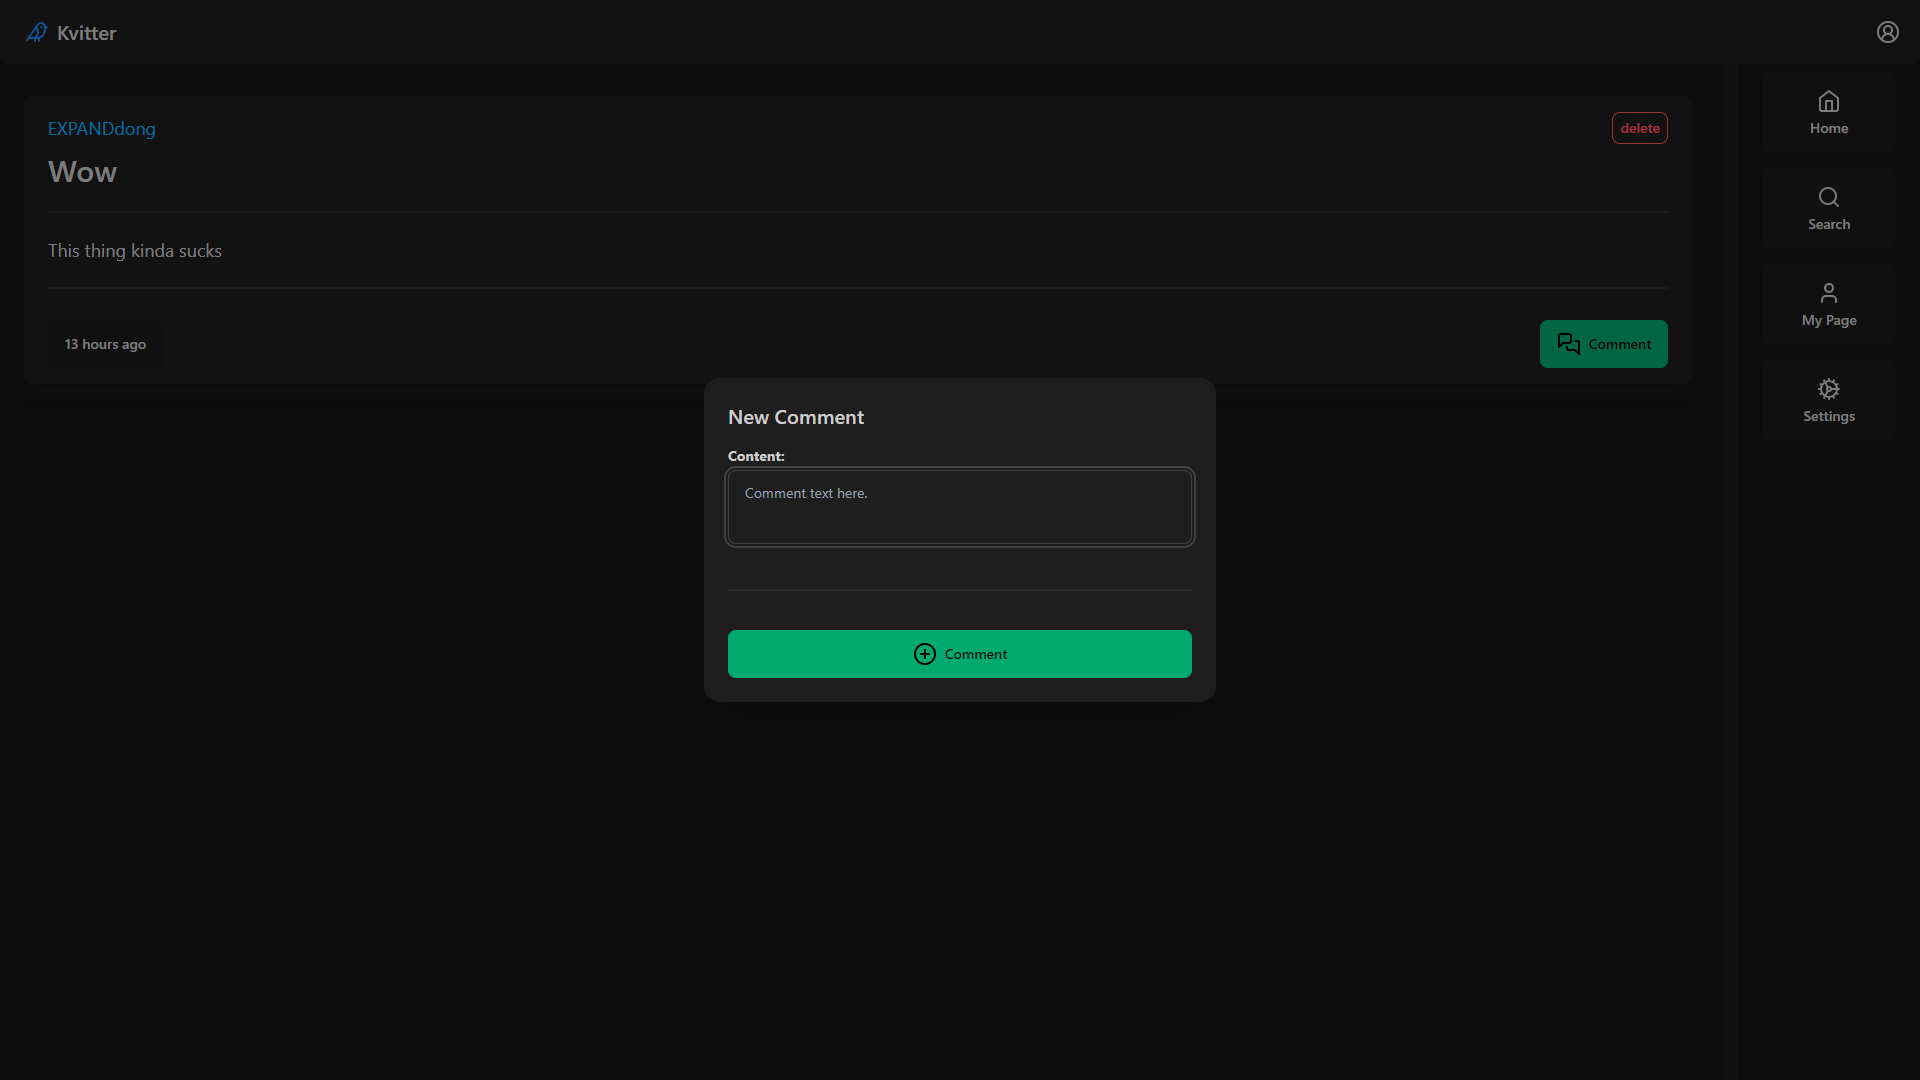 Kvitter
EXPANDdong
delete
Wow
This thing kinda sucks
13 hours ago
Comment
New Comment
Content:
Comment text here.
Comment
Home
Search
My Page
Settings